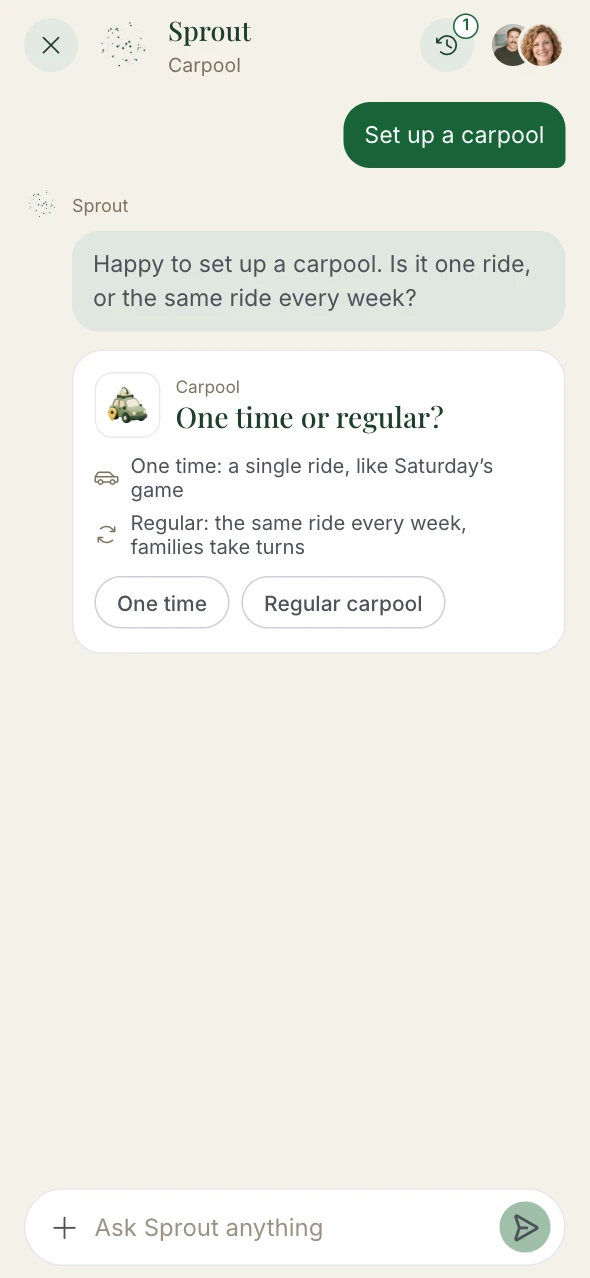 Sprout
Carpool
1
Set up a carpool
Sprout
Happy to set up a carpool. Is it one ride,
or the same ride every week?
Carpool
One time or regular?
One time: a single ride, like Saturday’s
game
Regular: the same ride every week,
families take turns
One time
Regular carpool
Ask Sprout anything